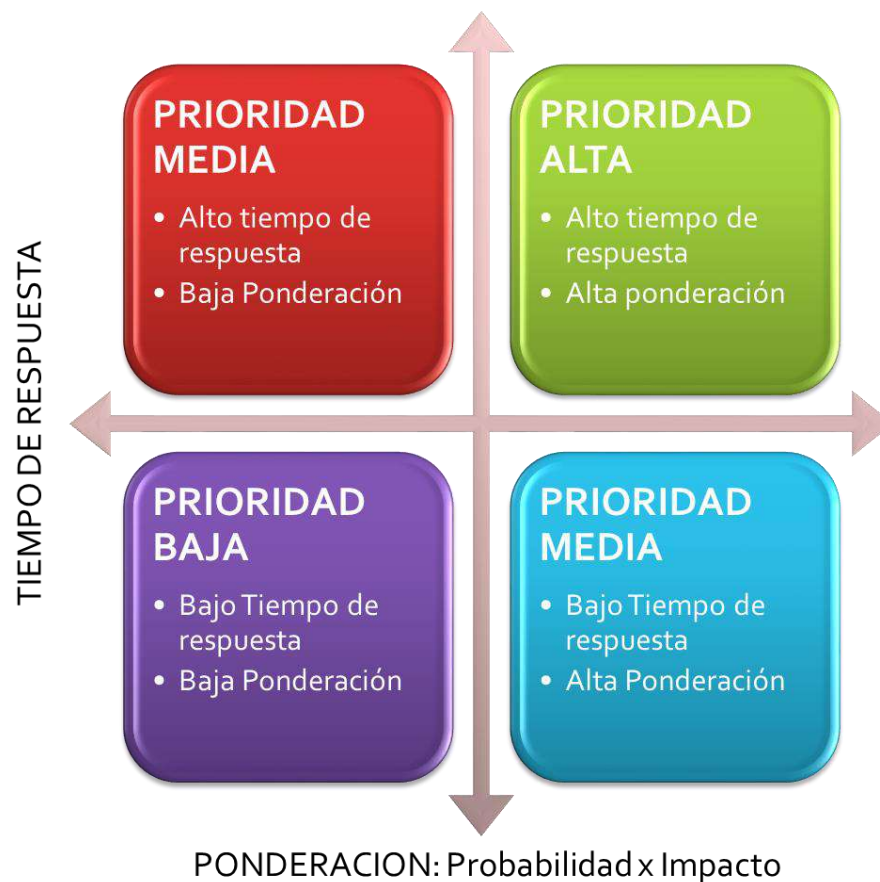 TIEMPO DE RESPUESTA
PRIORIDAD
MEDIA
• Alto tiempo de
respuesta
• Baja Ponderación
PRIORIDAD
ALTA
• Alto tiempo de
respuesta
• Alta ponderación
PRIORIDAD
BAJA
• Bajo Tiempo de
respuesta
• Baja Ponderación
PRIORIDAD
MEDIA
• Bajo Tiempo de
respuesta
• Alta Ponderación
PONDERACION: Probabilidad x Impacto